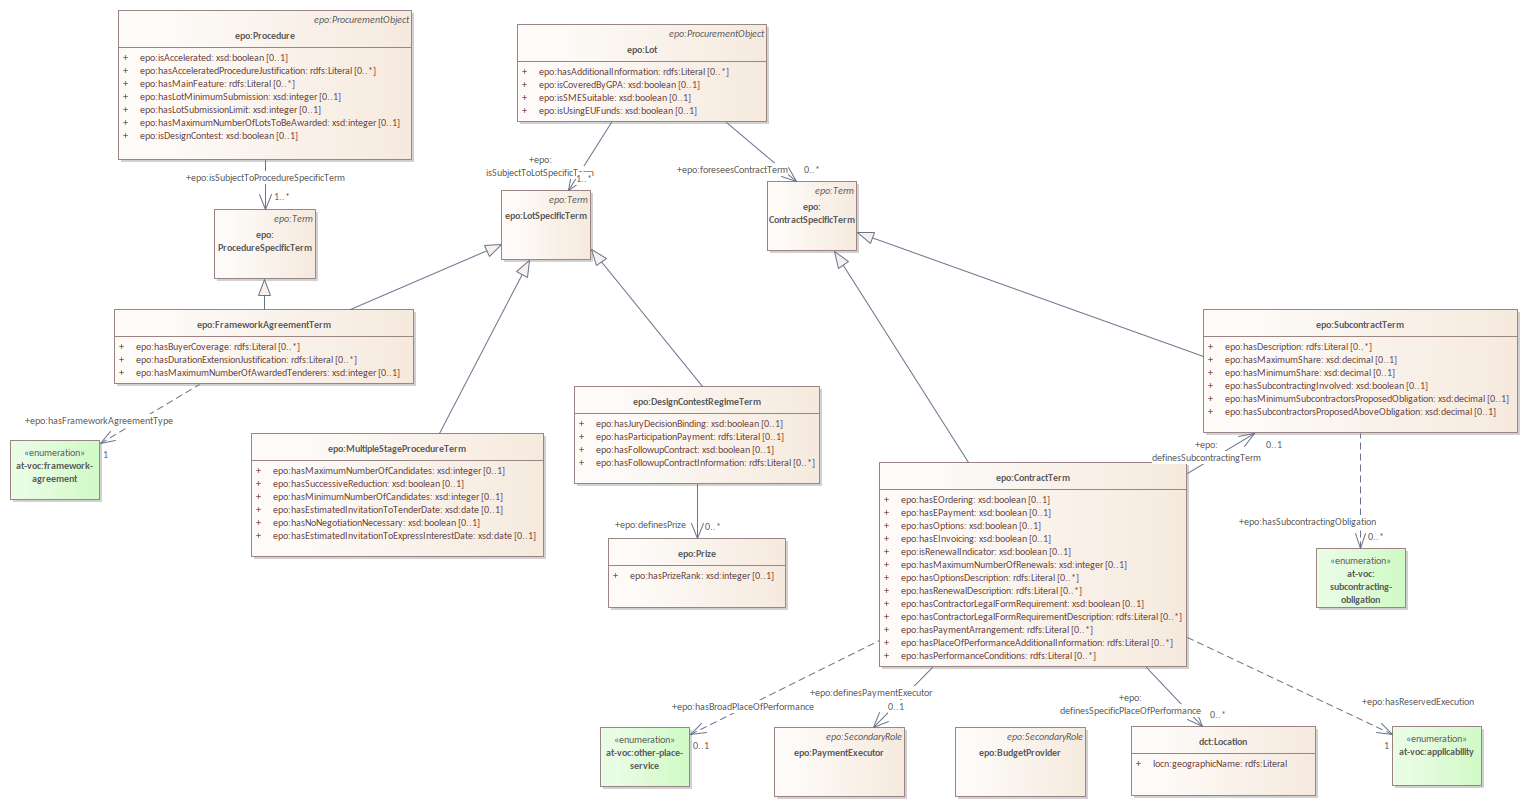 epo:ProcurementObject
epo:Procedure
+ epo:isAccelerated: xsd:boolean [0..1]
+ epo:hasAcceleratedProcedureJustification: rdfs:Literal [0..*]
+ epo:hasMainFeature: rdfs:Literal [0..*]
+ epo:hasLotMinimumSubmission: xsd:integer [0..1]
+ epo:hasLotSubmissionLimit: xsd:integer [0..1]
+ epo:hasMaximumNumberOfLotsToBeAwarded: xsd:integer [0..1]
+ epo:isDesignContest: xsd:boolean [0..1]
epo:ProcurementObject
epo:Lot
+ epo:hasAdditionalInformation: rdfs:Literal [0..*]
+ epo:isCoveredByGPA: xsd:boolean [0..1]
+ epo:isSMESuitable: xsd:boolean [0..1]
+ epo:isUsingEUFunds: xsd:boolean [0..1]
+epo:isSubjectToProcedureSpecificTerm
1..*
+epo:
isSubjectToLotSpecificTerm
1..*
+epo:foreseesContractTerm
0..*
epo:Term
epo:
ProcedureSpecificTerm
epo:Term
epo:LotSpecificTerm
epo:Term
epo:
ContractSpecificTerm
epo:FrameworkAgreementTerm
+ epo:hasBuyerCoverage: rdfs:Literal [0..*]
+ epo:hasDurationExtensionJustification: rdfs:Literal [0..*]
+ epo:hasMaximumNumberOfAwardedTenderers: xsd:integer [0..1]
epo:SubcontractTerm
+ epo:hasDescription: rdfs:Literal [0..*]
+ epo:hasMaximumShare: xsd:decimal [0..1]
+ epo:hasMinimumShare: xsd:decimal [0..1]
+ epo:hasSubcontractingInvolved: xsd:boolean [0..1]
+ epo:hasMinimumSubcontractorsProposedObligation: xsd:decimal [0..1]
+ epo:hasSubcontractorsProposedAboveObligation: xsd:decimal [0..1]
+epo:hasFrameworkAgreementType
1
«enumeration»
at-voc:framework-
agreement
epo:MultipleStageProcedureTerm
+ epo:hasMaximumNumberOfCandidates: xsd:integer [0..1]
+ epo:hasSuccessiveReduction: xsd:boolean [0..1]
+ epo:hasMinimumNumberOfCandidates: xsd:integer [0..1]
+ epo:hasEstimatedInvitationToTenderDate: xsd:date [0..1]
+ epo:hasNoNegotiationNecessary: xsd:boolean [0..1]
+ epo:hasEstimatedInvitationToExpressInterestDate: xsd:date [0..1]
epo:DesignContestRegimeTerm
+ epo:hasJuryDecisionBinding: xsd:boolean [0..1]
+ epo:hasParticipationPayment: rdfs:Literal [0..1]
+ epo:hasFollowupContract: xsd:boolean [0..1]
+ epo:hasFollowupContractInformation: rdfs:Literal [0..*]
+epo:definesPrize
0..*
epo:Prize
+ epo:hasPrizeRank: xsd:integer [0..1]
+epo:
definesSubcontractingTerm
0..1
epo:ContractTerm
+ epo:hasEOrdering: xsd:boolean [0..1]
+ epo:hasEPayment: xsd:boolean [0..1]
+ epo:hasOptions: xsd:boolean [0..1]
+ epo:hasEInvoicing: xsd:boolean [0..1]
+ epo:isRenewalIndicator: xsd:boolean [0..1]
+ epo:hasMaximumNumberOfRenewals: xsd:integer [0..1]
+ epo:hasOptionsDescription: rdfs:Literal [0..*]
+ epo:hasRenewalDescription: rdfs:Literal [0..*]
+ epo:hasContractorLegalFormRequirement: xsd:boolean [0..1]
+ epo:hasContractorLegalFormRequirementDescription: rdfs:Literal [0..*]
+ epo:hasPaymentArrangement: rdfs:Literal [0..*]
+ epo:hasPlaceOfPerformanceAdditionalInformation: rdfs:Literal [0..*]
+ epo:hasPerformanceConditions: rdfs:Literal [0..*]
+epo:hasSubcontractingObligation
0..*
«enumeration»
at-voc:
subcontracting-
obligation
+epo:hasBroadPlaceOfPerformance
0..1
+epo:definesPaymentExecutor
0..1
+epo:
definesSpecificPlaceOfPerformance
0..*
+epo:hasReservedExecution
1
«enumeration»
at-voc:other-place-
service
epo:SecondaryRole
epo:PaymentExecutor
epo:SecondaryRole
epo:BudgetProvider
dct:Location
+ locn:geographicName: rdfs:Literal
«enumeration»
at-voc:applicability